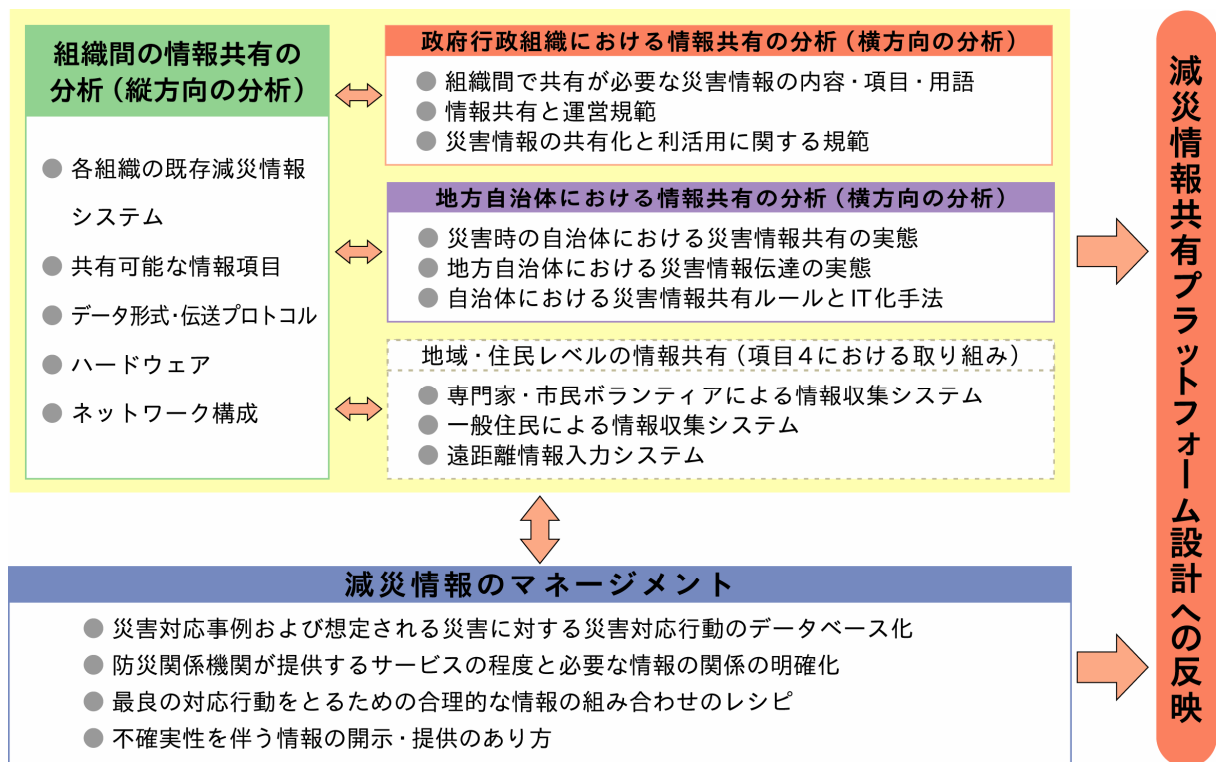 組織間の情報共有の
分析(縦方向の分析)
● 各組織の既存減災情報
システム
● 共有可能な情報項目
● データ形式・伝送プロトコル
● ハードウェア
● ネットワーク構成
政府行政組織における情報共有の分析(横方向の分析)
● 組織間で共有が必要な災害情報の内容・項目・用語
● 情報共有と運営規範
● 災害情報の共有化と利活用に関する規範
地方自治体における情報共有の分析(横方向の分析)
● 災害時の自治体における災害情報共有の実態
● 地方自治体における災害情報伝達の実態
● 自治体における災害情報共有ルールとIT化手法
地域・住民レベルの情報共有(項目4における取り組み)
● 専門家・市民ボランティアによる情報収集システム
● 一般住民による情報収集システム
● 遠距離情報入力システム
減災情報のマネージメント
● 災害対応事例および想定される災害に対する災害対応行動のデータベース化
● 防災関係機関が提供するサービスの程度と必要な情報の関係の明確化
● 最良の対応行動をとるための合理的な情報の組み合わせのレシピ
● 不確実性を伴う情報の開示・提供のあり方
減災情報共有プラットフォーム設計への反映